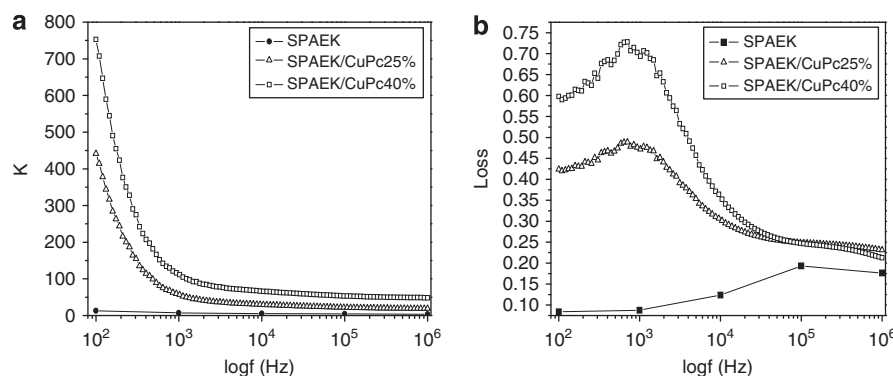 a
800
700
600
500
400
300
200
100
0
K
10²
10³
10⁴
10⁵
10⁶
logf (Hz)
SPAEK
SPAEK/CuPc25%
SPAEK/CuPc40%
b
0.75
0.70
0.65
0.60
0.55
0.50
0.45
0.40
0.35
0.30
0.25
0.20
0.15
0.10
Loss
10²
10³
10⁴
10⁵
10⁶
logf (Hz)
SPAEK
SPAEK/CuPc25%
SPAEK/CuPc40%